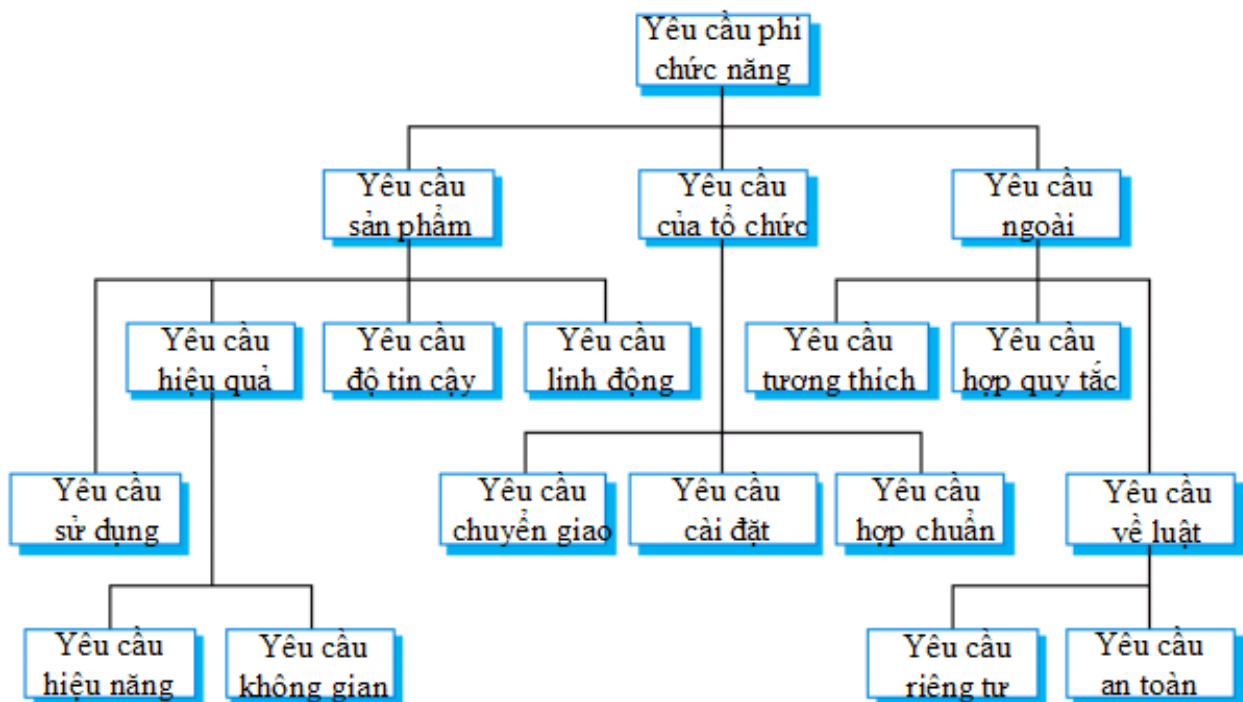 Yêu cầu phi
chức năng
Yêu cầu
sản phẩm
Yêu cầu
của tổ chức
Yêu cầu
ngoài
Yêu cầu
hiệu quả
Yêu cầu
độ tin cậy
Yêu cầu
linh động
Yêu cầu
tương thích
Yêu cầu
hợp quy tắc
Yêu cầu
sử dụng
Yêu cầu
chuyển giao
Yêu cầu
cài đặt
Yêu cầu
hợp chuẩn
Yêu cầu
về luật
Yêu cầu
hiệu năng
Yêu cầu
không gian
Yêu cầu
riêng tư
Yêu cầu
an toàn